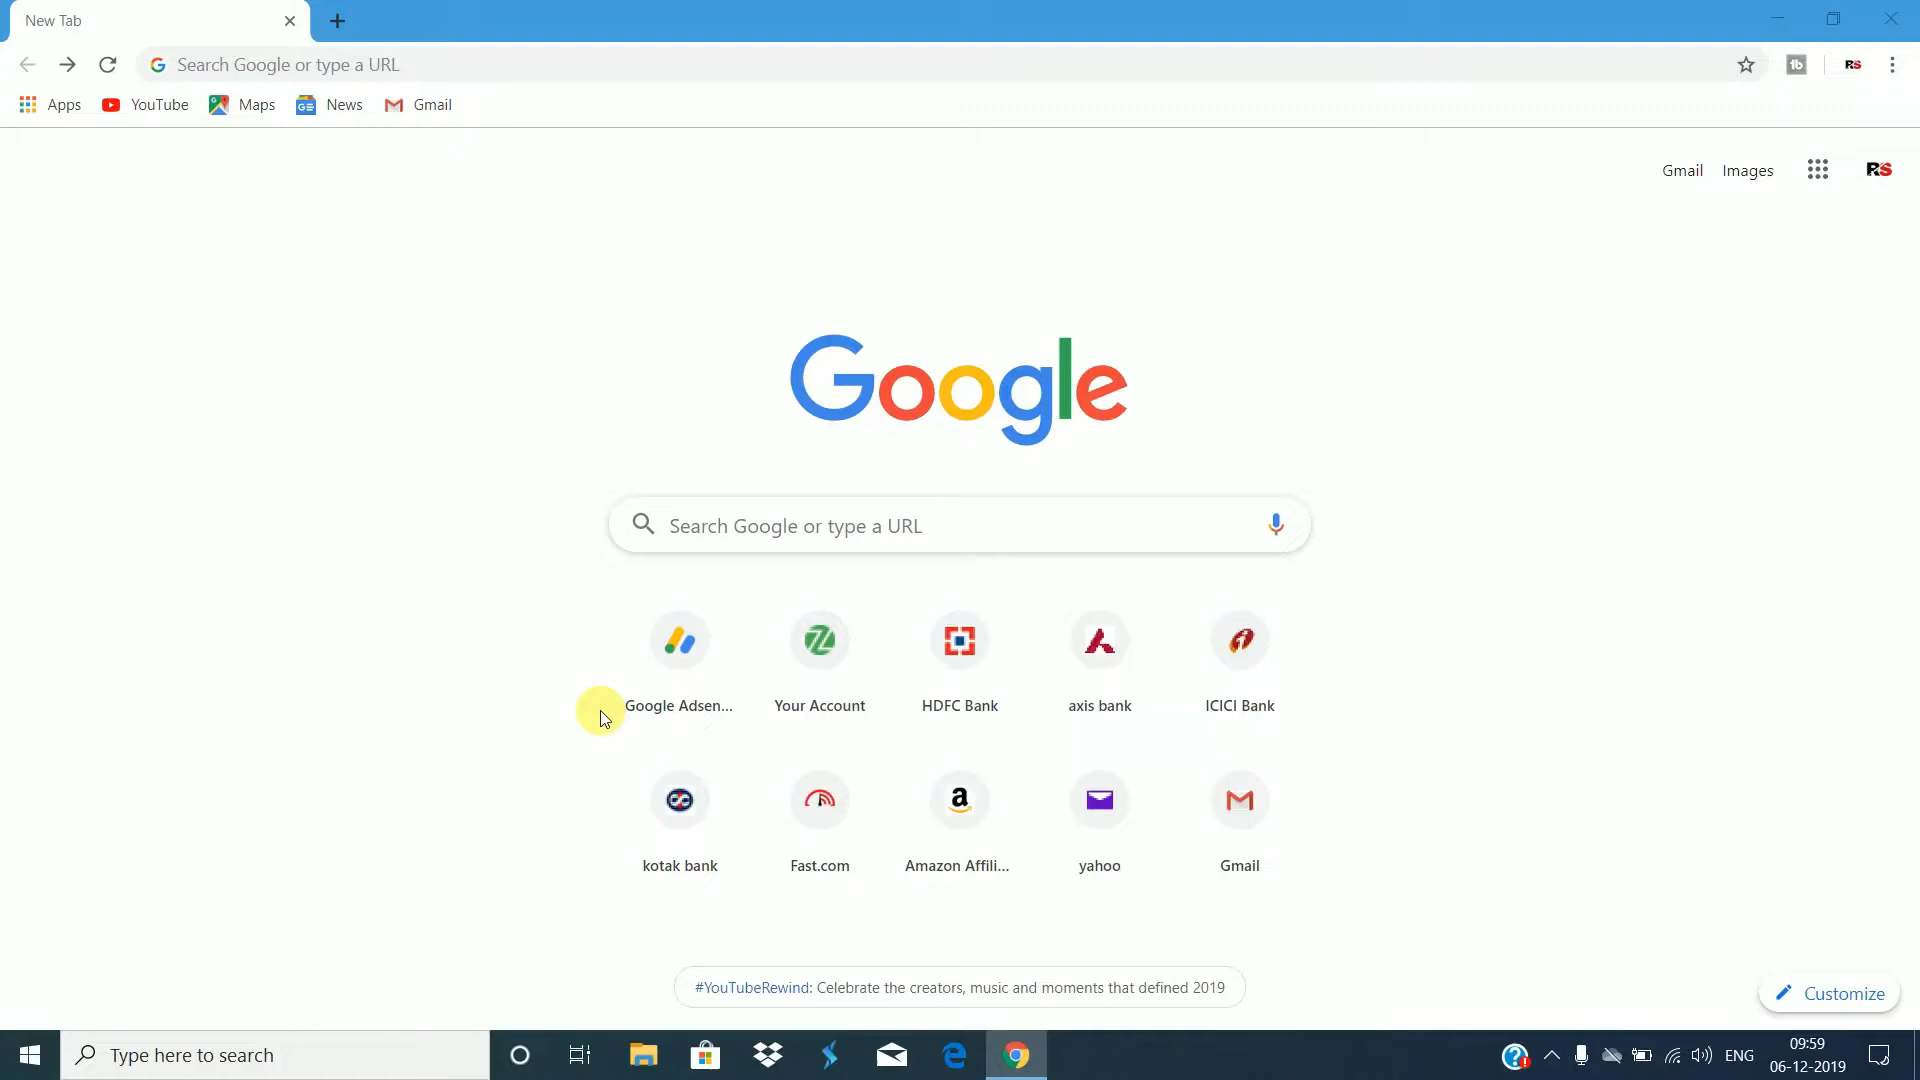 New Tab
Search Google or type a URL
Apps YouTube Maps News Gmail
Gmail Images RS
Google
Search Google or type a URL
Google Adsen... Your Account HDFC Bank axis bank ICICI Bank
kotak bank Fast.com Amazon Affili... yahoo Gmail
#YouTubeRewind: Celebrate the creators, music and moments that defined 2019
Customize
Type here to search
ENG
09:59
06-12-2019